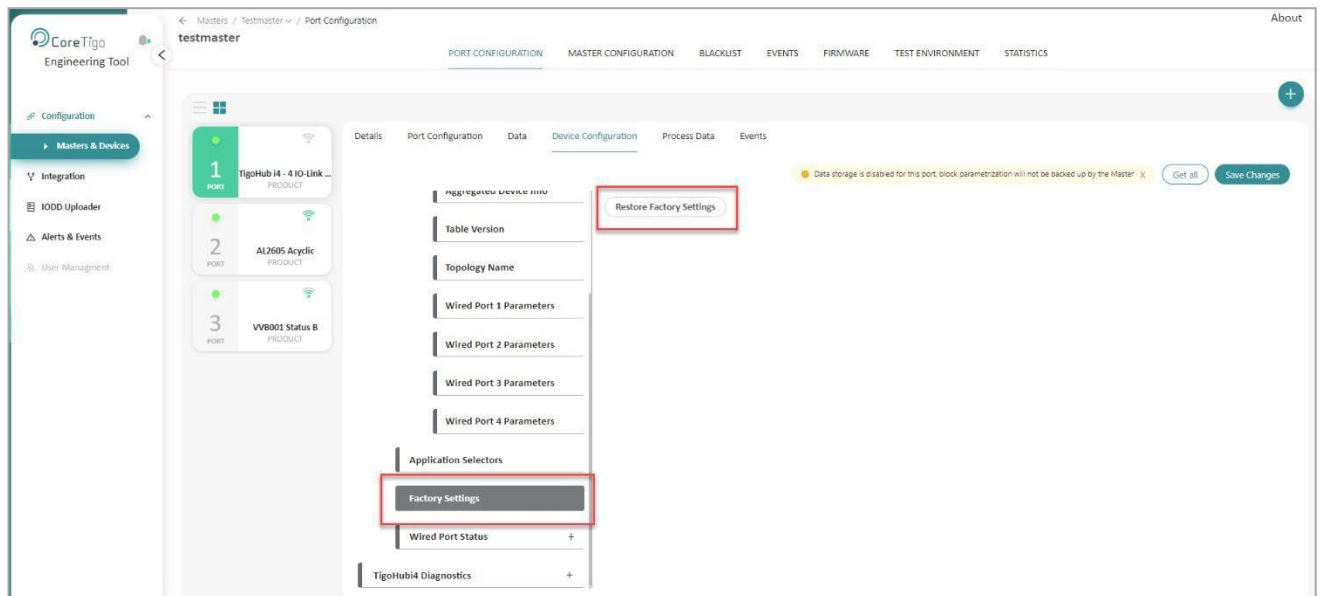 ← Masters / Testmaster / Port Configuration
About
CoreTigo
Engineering Tool
testmaster
PORT CONFIGURATION MASTER CONFIGURATION BLACKLIST EVENTS FIRMWARE TEST ENVIRONMENT STATISTICS
+
Configuration
Masters & Devices
Integration
IODD Uploader
Alerts & Events
User Managment
1
PORT
TigoHub i4 - 4 IO-Link ...
PRODUCT
2
PORT
AL2605 Acyclic
PRODUCT
3
PORT
VVB001 Status B
PRODUCT
Details Port Configuration Data Device Configuration Process Data Events
Data storage is disabled for this port, block parametrization will not be backed up by the Master X
Get all
Save Changes
Aggregated Device Info
Table Version
Topology Name
Wired Port 1 Parameters
Wired Port 2 Parameters
Wired Port 3 Parameters
Wired Port 4 Parameters
Application Selectors
Factory Settings
Wired Port Status +
TigoHubi4 Diagnostics +
Restore Factory Settings